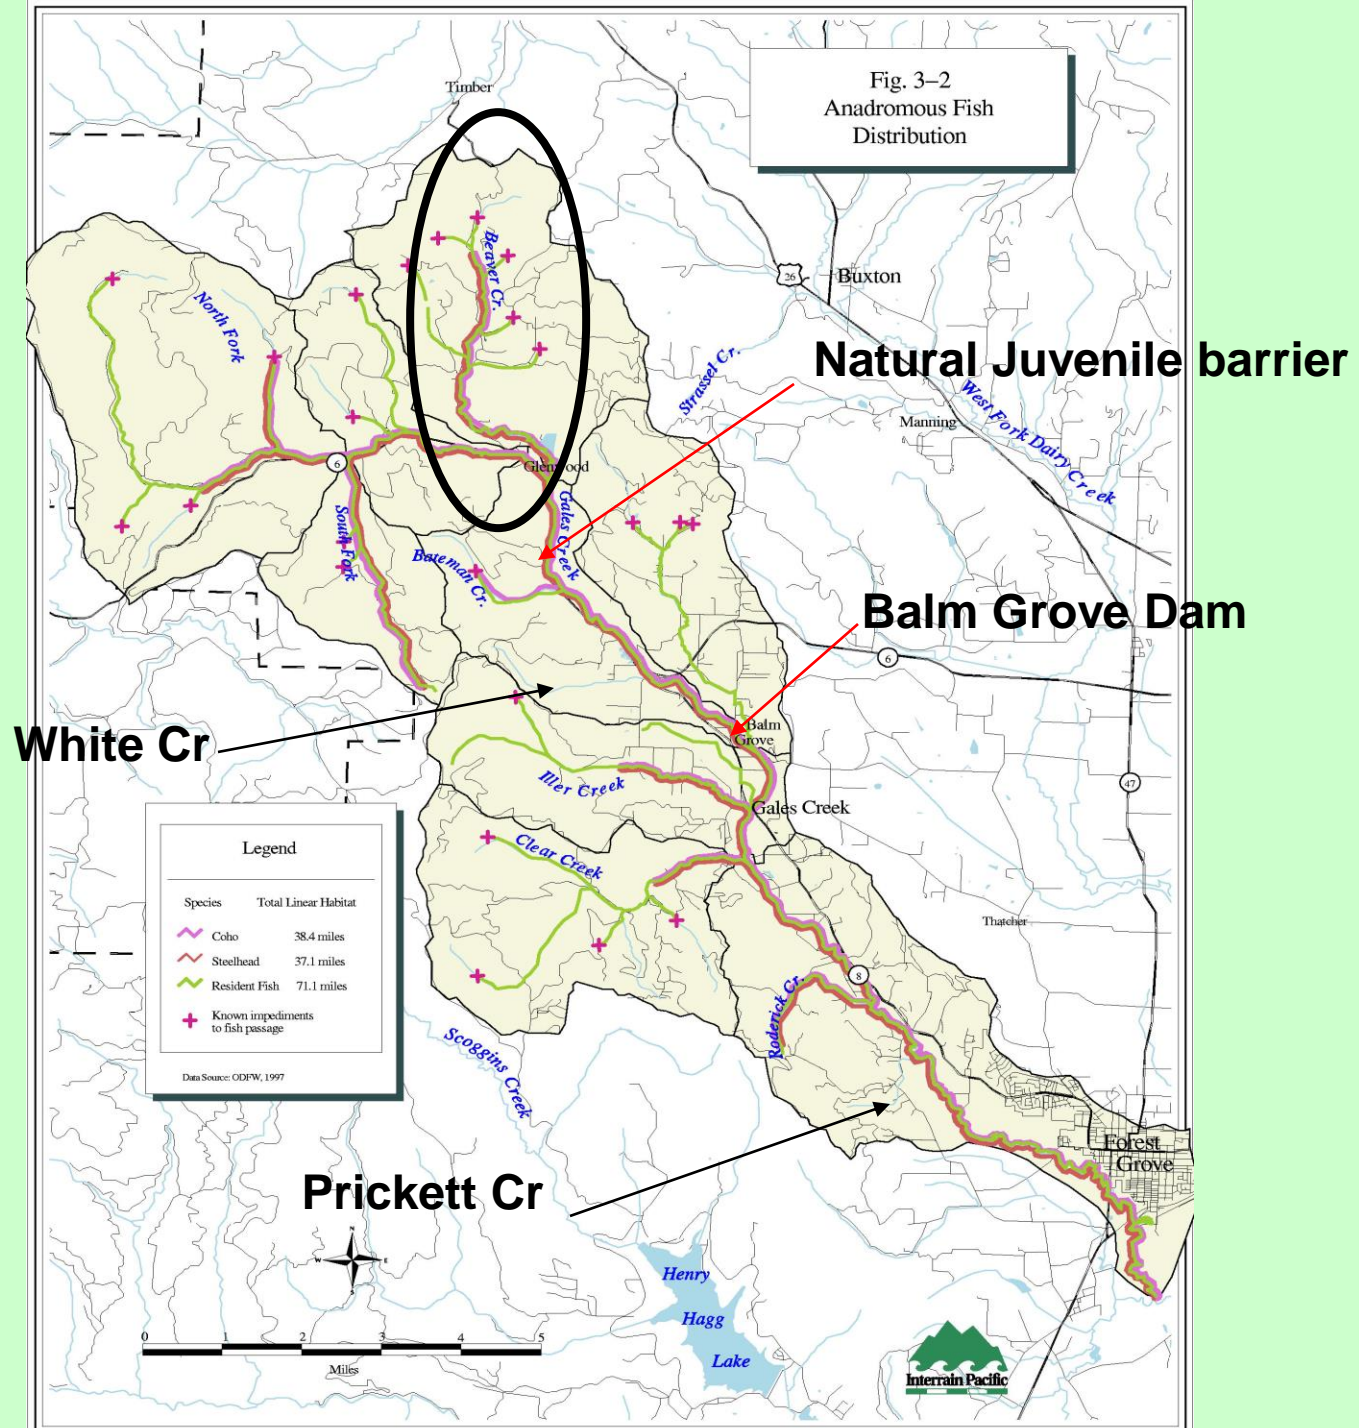 Fig. 3–2
Anadromous Fish
Distribution
Timber
Beaver Cr.
26
Buxton
North Fork
Natural Juvenile barrier
Strassel Cr.
West Fork Dairy Creek
Manning
6
Glenwood
Gales Creek
South Fork
Bateman Cr.
Balm Grove Dam
6
White Cr
Balm
Grove
Iller Creek
47
Gales Creek
Clear Creek
Legend
Species Total Linear Habitat
Coho 38.4 miles
Steelhead 37.1 miles
Resident Fish 71.1 miles
Known impediments
to fish passage
Data Source: ODFW, 1997
Thatcher
8
Roderick Cr.
Scoggins Creek
Forest
Grove
Prickett Cr
N
W E
S
Henry
Hagg
Lake
0 1 2 3 4 5
Miles
Interrain Pacific